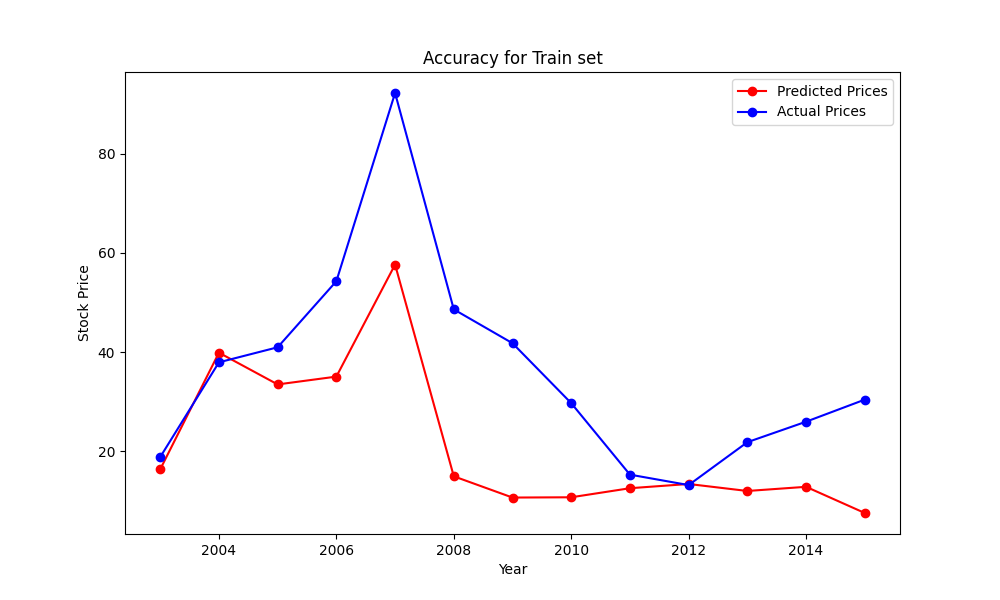 Accuracy for Train set
Predicted Prices
Actual Prices
80
60
40
20
Stock Price
2004 2006 2008 2010 2012 2014
Year